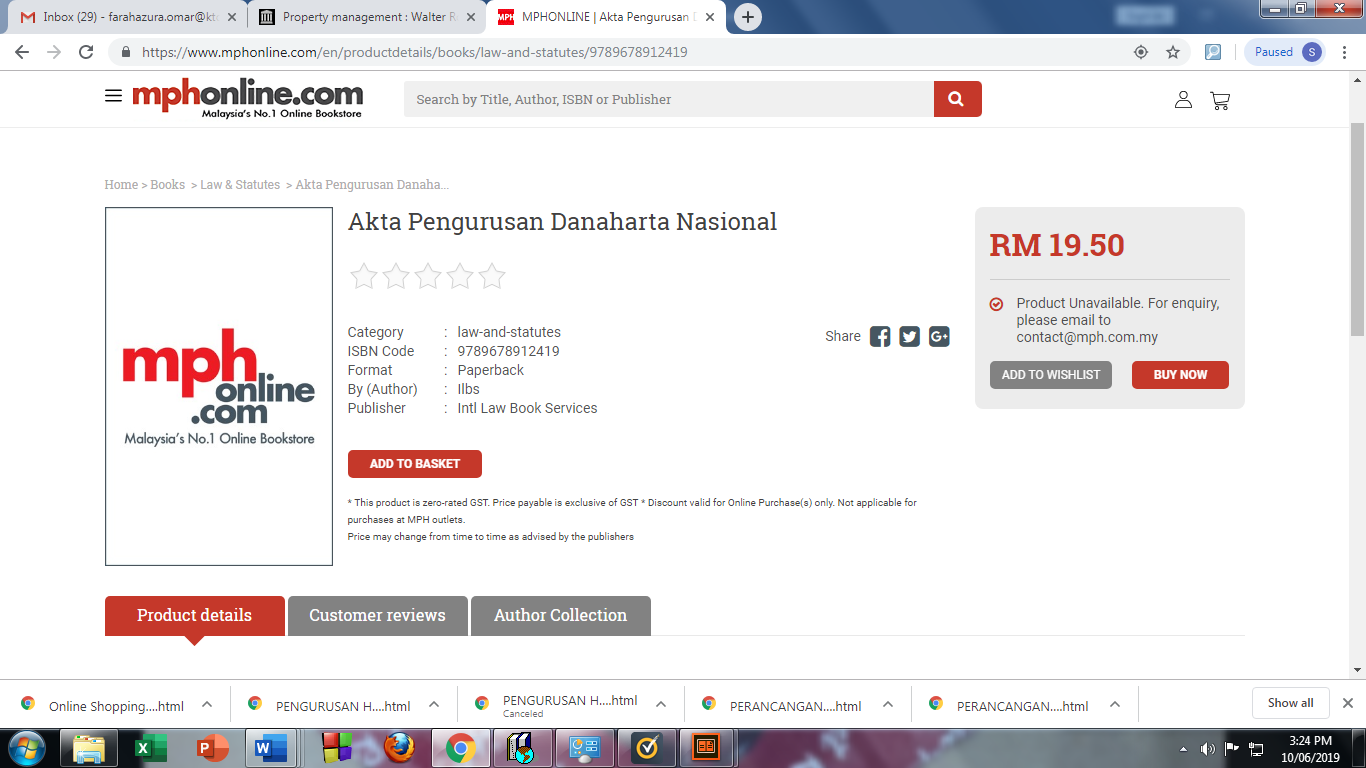 Inbox (29) - farahazura.omar@kt
Property management : Walter R
MPH
MPHONLINE | Akta Pengurusan D
https://www.mphonline.com/en/productdetails/books/law-and-statutes/9789678912419
Paused
S
mphonline.com
Malaysia's No.1 Online Bookstore
Search by Title, Author, ISBN or Publisher
Home > Books > Law & Statutes > Akta Pengurusan Danaha...
mph
online
.com
Malaysia's No.1 Online Bookstore
Akta Pengurusan Danaharta Nasional
Category : law-and-statutes
ISBN Code : 9789678912419
Format : Paperback
By (Author) : Ilbs
Publisher : Intl Law Book Services
Share
ADD TO BASKET
* This product is zero-rated GST. Price payable is exclusive of GST * Discount valid for Online Purchase(s) only. Not applicable for
purchases at MPH outlets.
Price may change from time to time as advised by the publishers
RM 19.50
Product Unavailable. For enquiry,
please email to
contact@mph.com.my
ADD TO WISHLIST
BUY NOW
Product details
Customer reviews
Author Collection
Online Shopping....html
PENGURUSAN H....html
PENGURUSAN H....html
Canceled
PERANCANGAN....html
PERANCANGAN....html
Show all
3:24 PM
10/06/2019